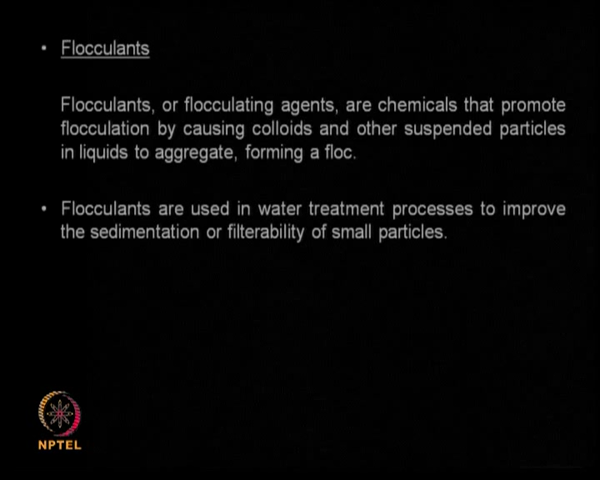 • Flocculants
Flocculants, or flocculating agents, are chemicals that promote
flocculation by causing colloids and other suspended particles
in liquids to aggregate, forming a floc.
• Flocculants are used in water treatment processes to improve
the sedimentation or filterability of small particles.
NPTEL